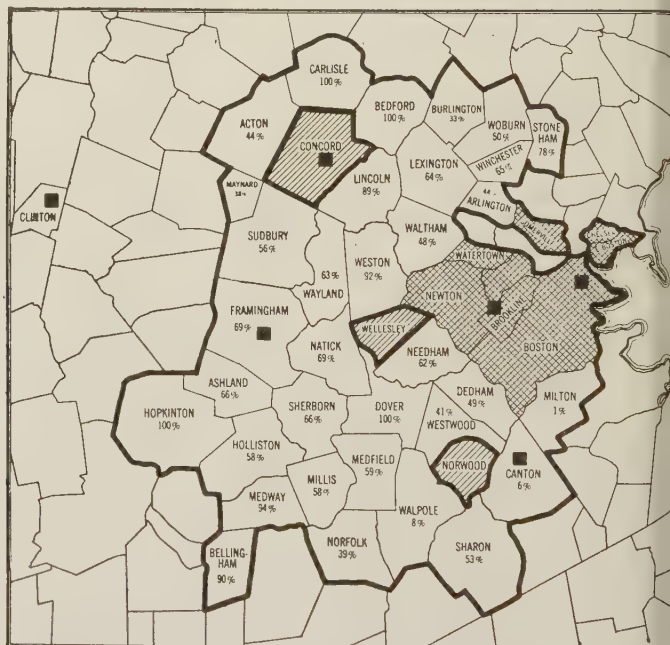 CARLISLE
100%
ACTON
44%
BEDFORD
100%
BURLINGTON
33%
WOBURN
50%
STONE
HAM
78%
CONCORD
LINCOLN
89%
LEXINGTON
64%
WINCHESTER
65%
MAYNARD
44
ARLINGTON
CLINTON
SUDBURY
56%
WALTHAM
48%
SOMERVILLE
CHELSEA
BOSTON
WATERTOWN
63%
WAYLAND
WESTON
92%
NEWTON
BROOKLINE
BOSTON
FRAMINGHAM
69%
WELLESLEY
NATICK
69%
NEEDHAM
62%
ASHLAND
66%
HOPKINTON
100%
SHERBORN
66%
DOVER
100%
DEDHAM
49%
MILTON
1%
41%
WESTWOOD
HOLLISTON
58%
MEDFIELD
59%
NORWOOD
CANTON
6%
MILLIS
58%
MEDWAY
94%
WALPOLE
8%
BELLING-
HAM
90%
NORFOLK
39%
SHARON
53%